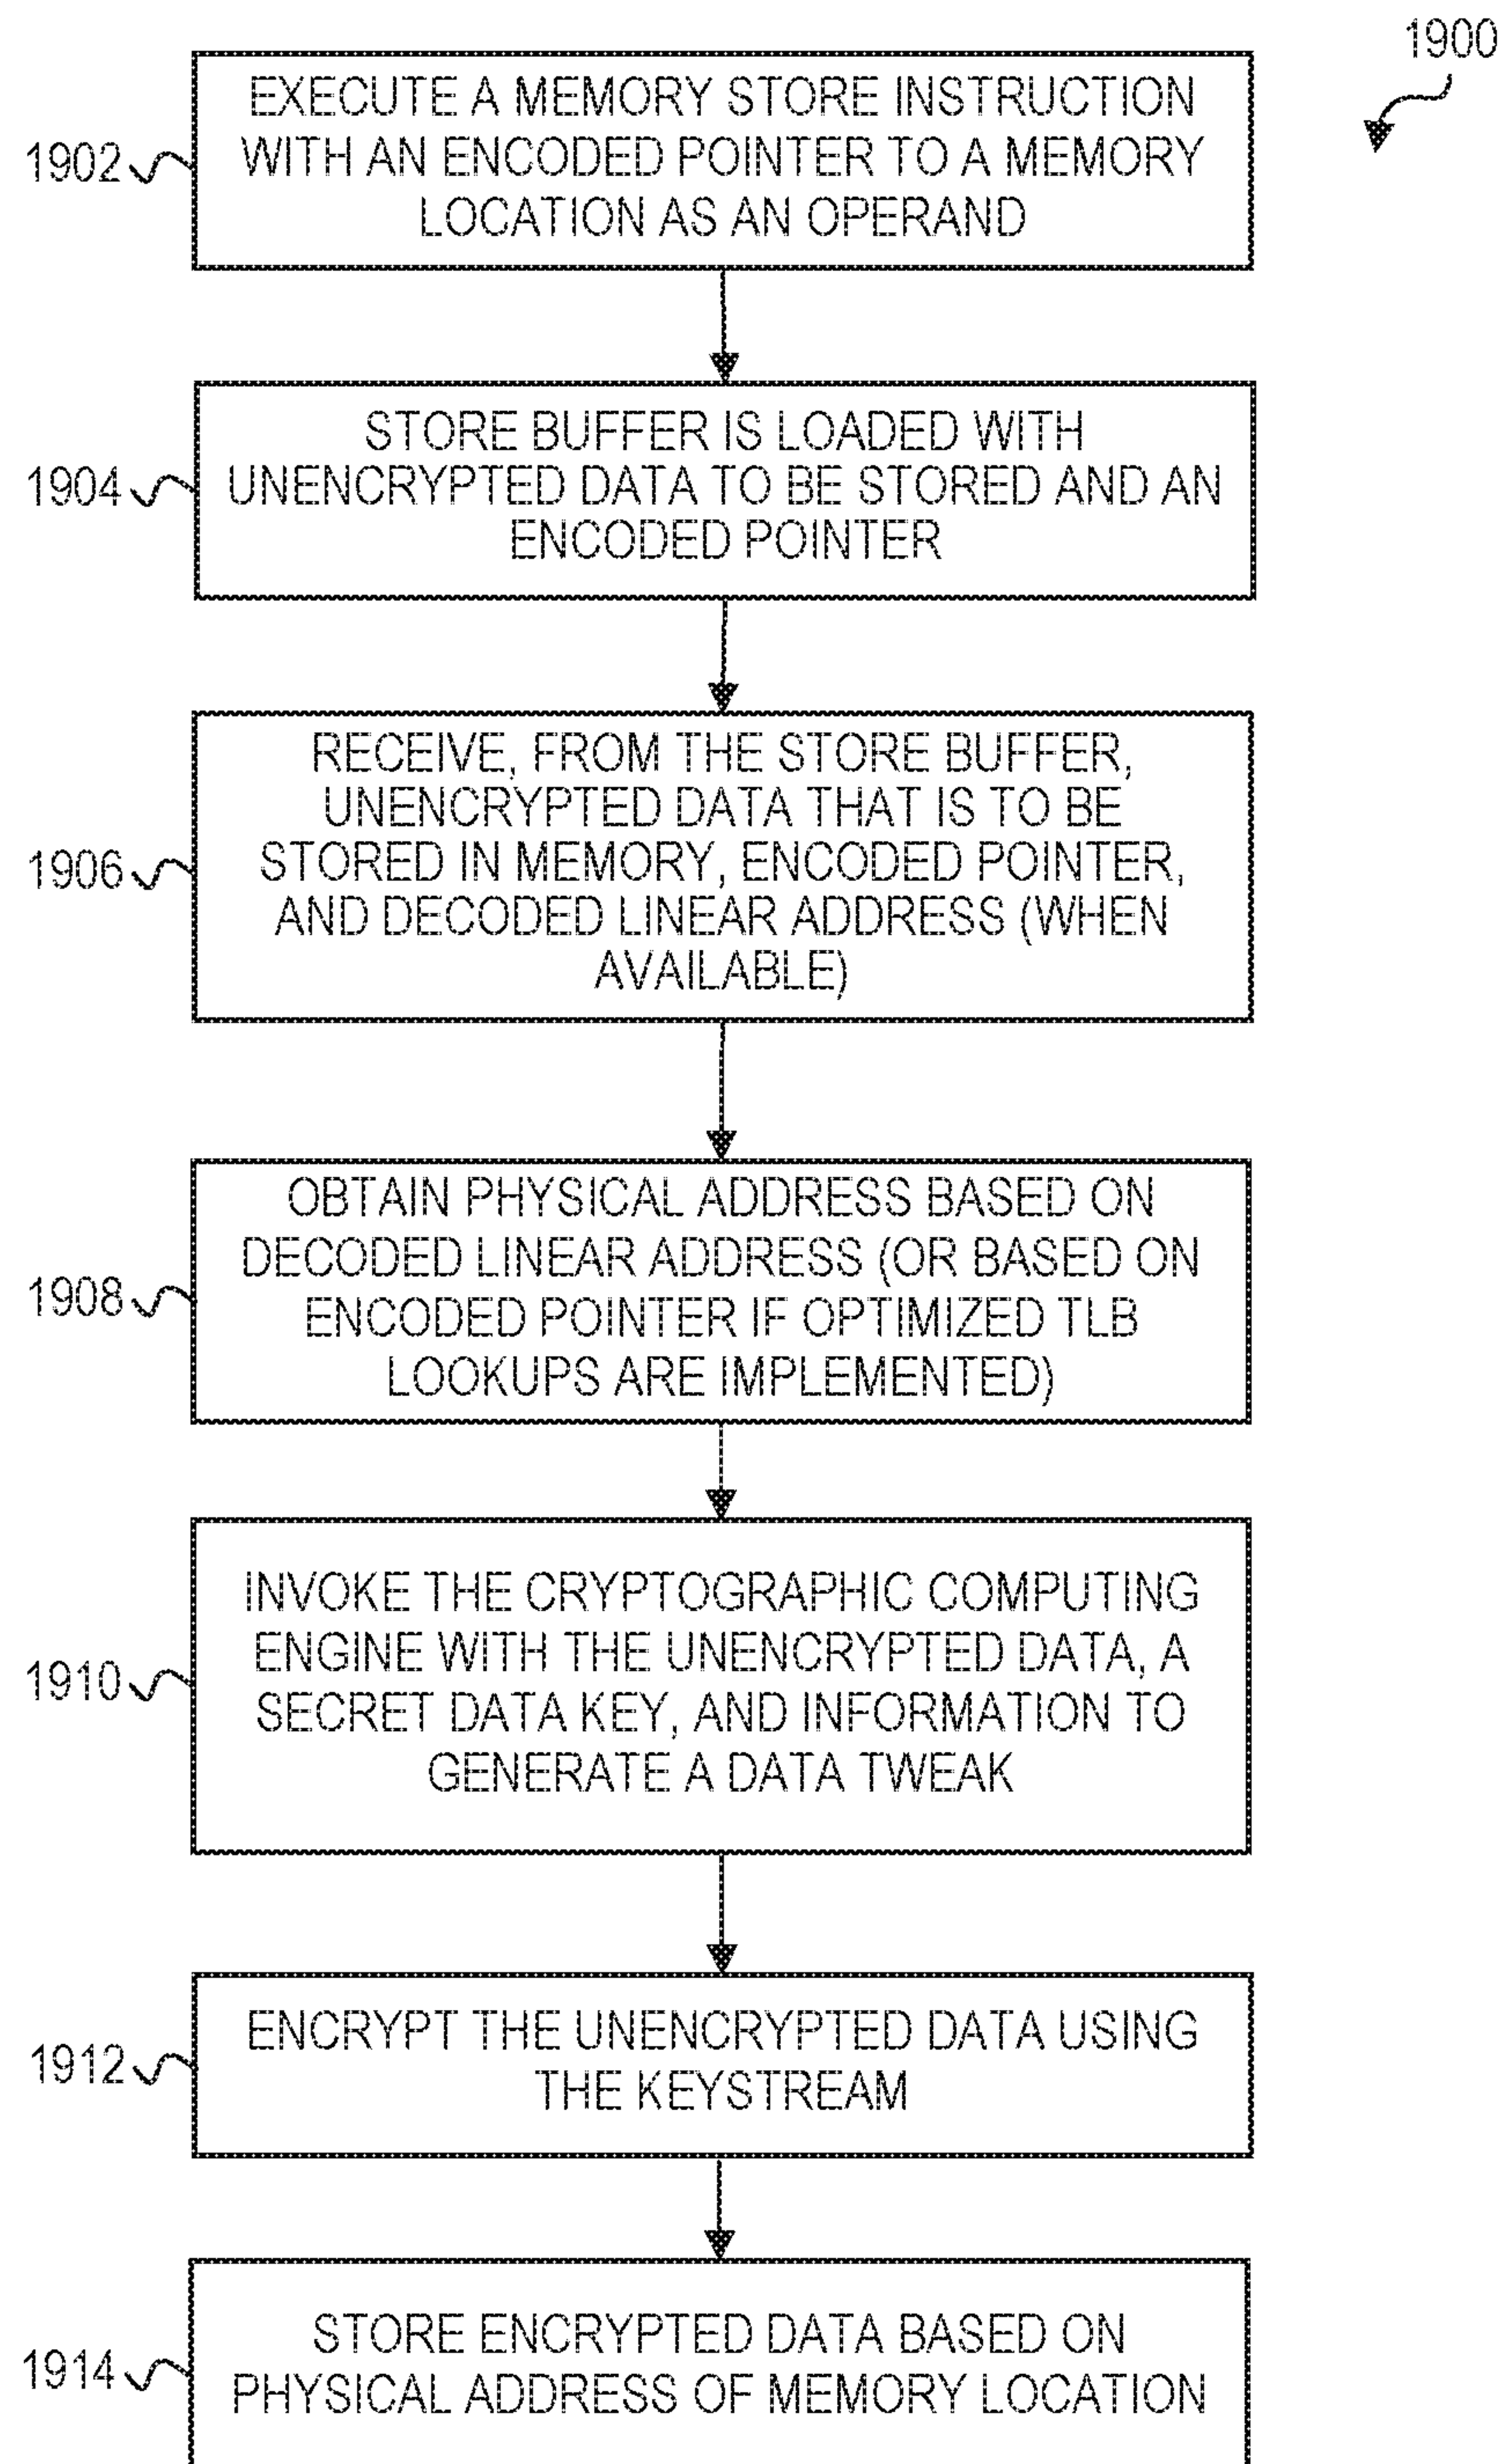 1900
EXECUTE A MEMORY STORE INSTRUCTION
WITH AN ENCODED POINTER TO A MEMORY
LOCATION AS AN OPERAND
1902
STORE BUFFER IS LOADED WITH
UNENCRYPTED DATA TO BE STORED AND AN
ENCODED POINTER
1904
RECEIVE, FROM THE STORE BUFFER,
UNENCRYPTED DATA THAT IS TO BE
STORED IN MEMORY, ENCODED POINTER,
AND DECODED LINEAR ADDRESS (WHEN
AVAILABLE)
1906
OBTAIN PHYSICAL ADDRESS BASED ON
DECODED LINEAR ADDRESS (OR BASED ON
ENCODED POINTER IF OPTIMIZED TLB
LOOKUPS ARE IMPLEMENTED)
1908
INVOKE THE CRYPTOGRAPHIC COMPUTING
ENGINE WITH THE UNENCRYPTED DATA, A
SECRET DATA KEY, AND INFORMATION TO
GENERATE A DATA TWEAK
1910
ENCRYPT THE UNENCRYPTED DATA USING
THE KEYSTREAM
1912
STORE ENCRYPTED DATA BASED ON
PHYSICAL ADDRESS OF MEMORY LOCATION
1914